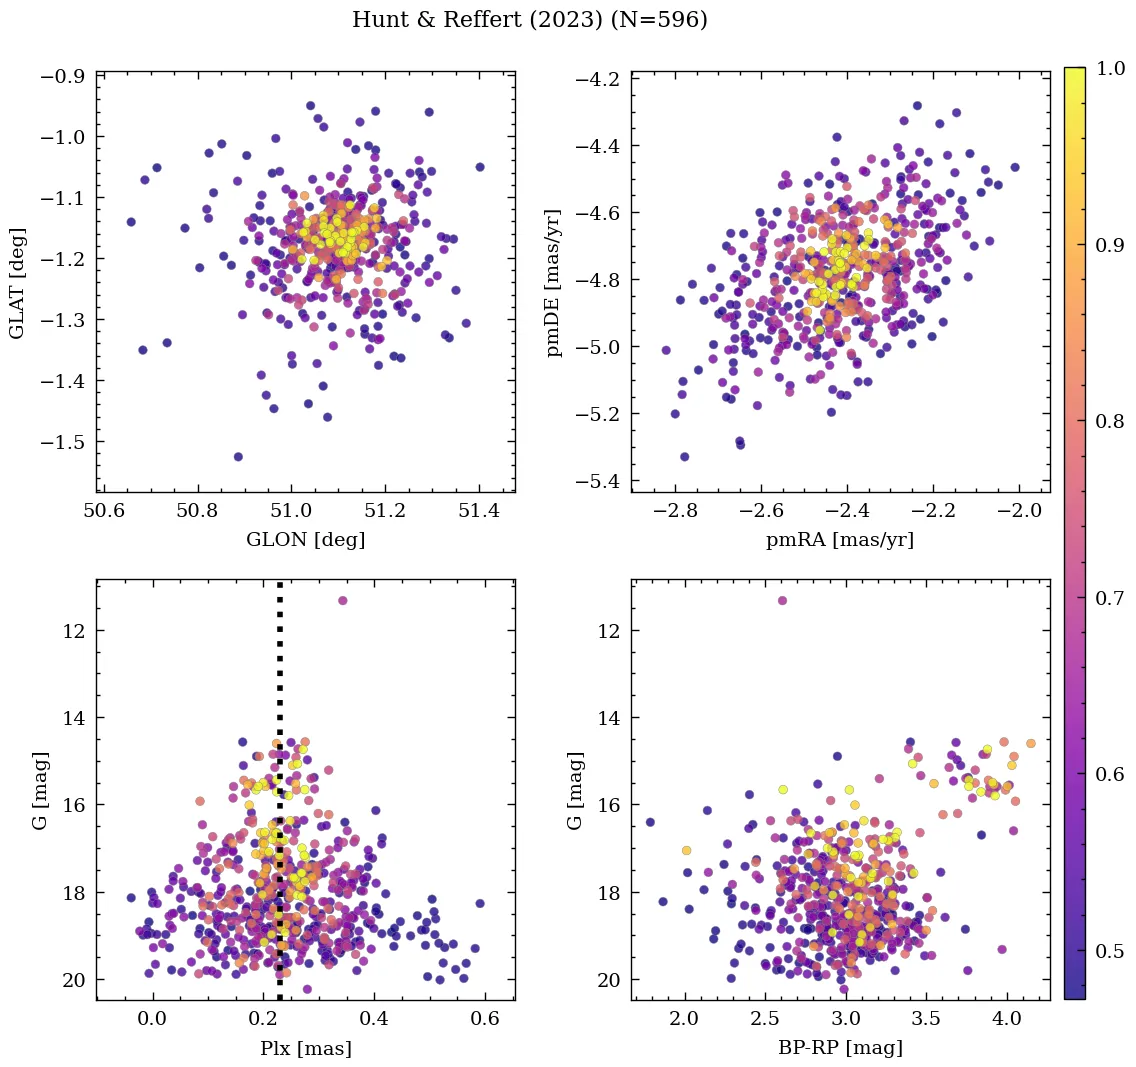 Hunt & Reffert (2023) (N=596)
−0.9
−1.0
−1.1
−1.2
−1.3
−1.4
−1.5
GLAT [deg]
50.6 50.8 51.0 51.2 51.4
GLON [deg]
−4.2
−4.4
−4.6
−4.8
−5.0
−5.2
−5.4
pmDE [mas/yr]
−2.8 −2.6 −2.4 −2.2 −2.0
pmRA [mas/yr]
1.0
0.9
0.8
0.7
0.6
0.5
12
14
16
18
20
G [mag]
0.0 0.2 0.4 0.6
Plx [mas]
12
14
16
18
20
G [mag]
2.0 2.5 3.0 3.5 4.0
BP-RP [mag]